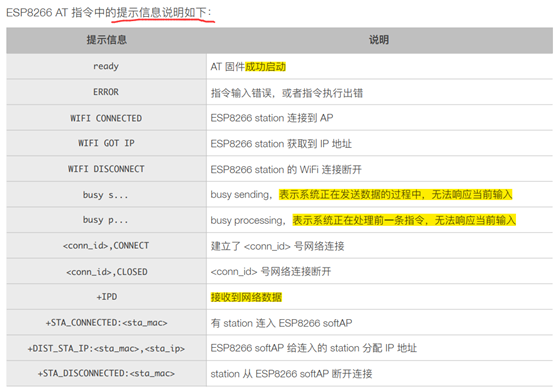 ESP8266 AT 指令中的提示信息说明如下：
提示信息 说明
ready AT 固件成功启动
ERROR 指令输入错误，或者指令执行出错
WIFI CONNECTED ESP8266 station 连接到 AP
WIFI GOT IP ESP8266 station 获取到 IP 地址
WIFI DISCONNECT ESP8266 station 的 WiFi 连接断开
busy s... busy sending，表示系统正在发送数据的过程中，无法响应当前输入
busy p... busy processing，表示系统正在处理前一条指令，无法响应当前输入
<conn_id>,CONNECT 建立了 <conn_id> 号网络连接
<conn_id>,CLOSED <conn_id> 号网络连接断开
+IPD 接收到网络数据
+STA_CONNECTED:<sta_mac> 有 station 连入 ESP8266 softAP
+DIST_STA_IP:<sta_mac>,<sta_ip> ESP8266 softAP 给连入的 station 分配 IP 地址
+STA_DISCONNECTED:<sta_mac> station 从 ESP8266 softAP 断开连接